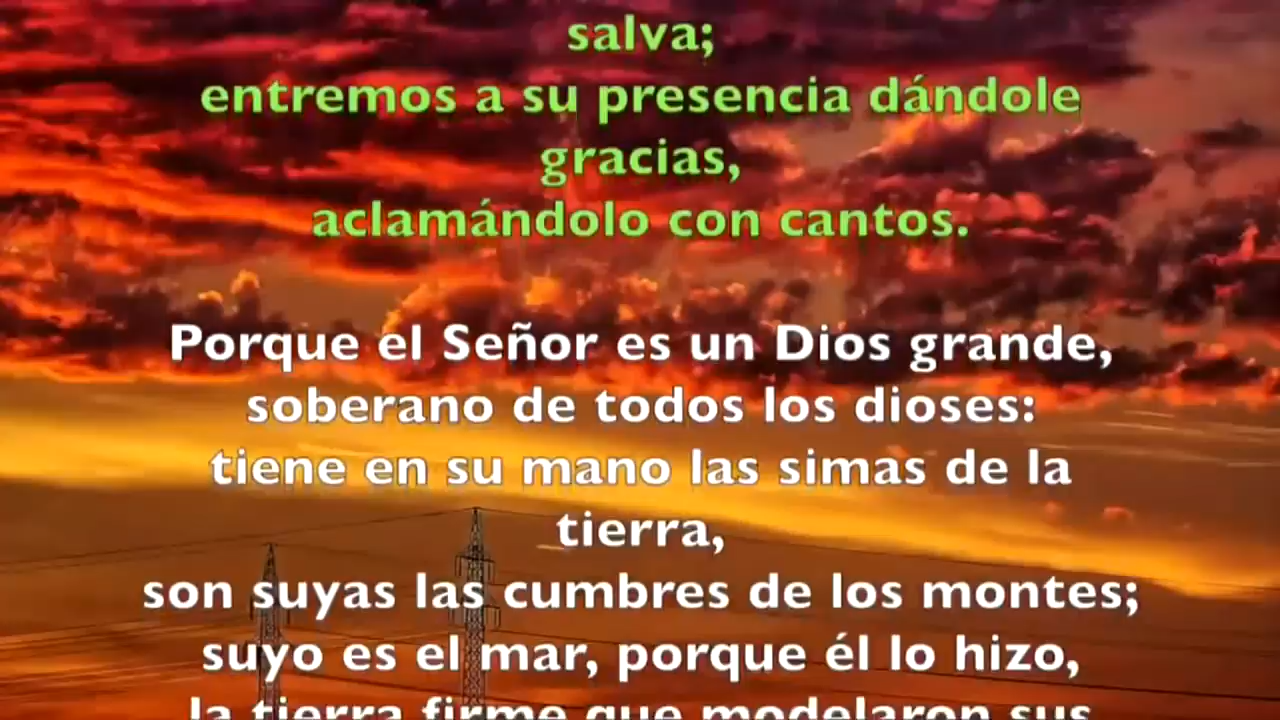 salva;
entremos a su presencia dándole
gracias,
aclamándolo con cantos.
Porque el Señor es un Dios grande,
soberano de todos los dioses:
tiene en su mano las simas de la
tierra,
son suyas las cumbres de los montes;
suyo es el mar, porque él lo hizo,
la tierra firme que modelaron sus